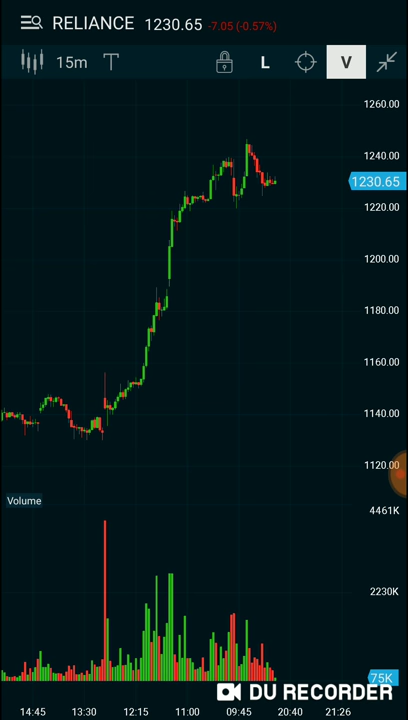 RELIANCE 1230.65 -7.05 (-0.57%)
15m T L V
1260.00
1240.00
1230.65
1220.00
1200.00
1180.00
1160.00
1140.00
1120.00
Volume
4461K
2230K
75K
DU RECORDER
14:45 13:30 12:15 11:00 09:45 20:40 21:26